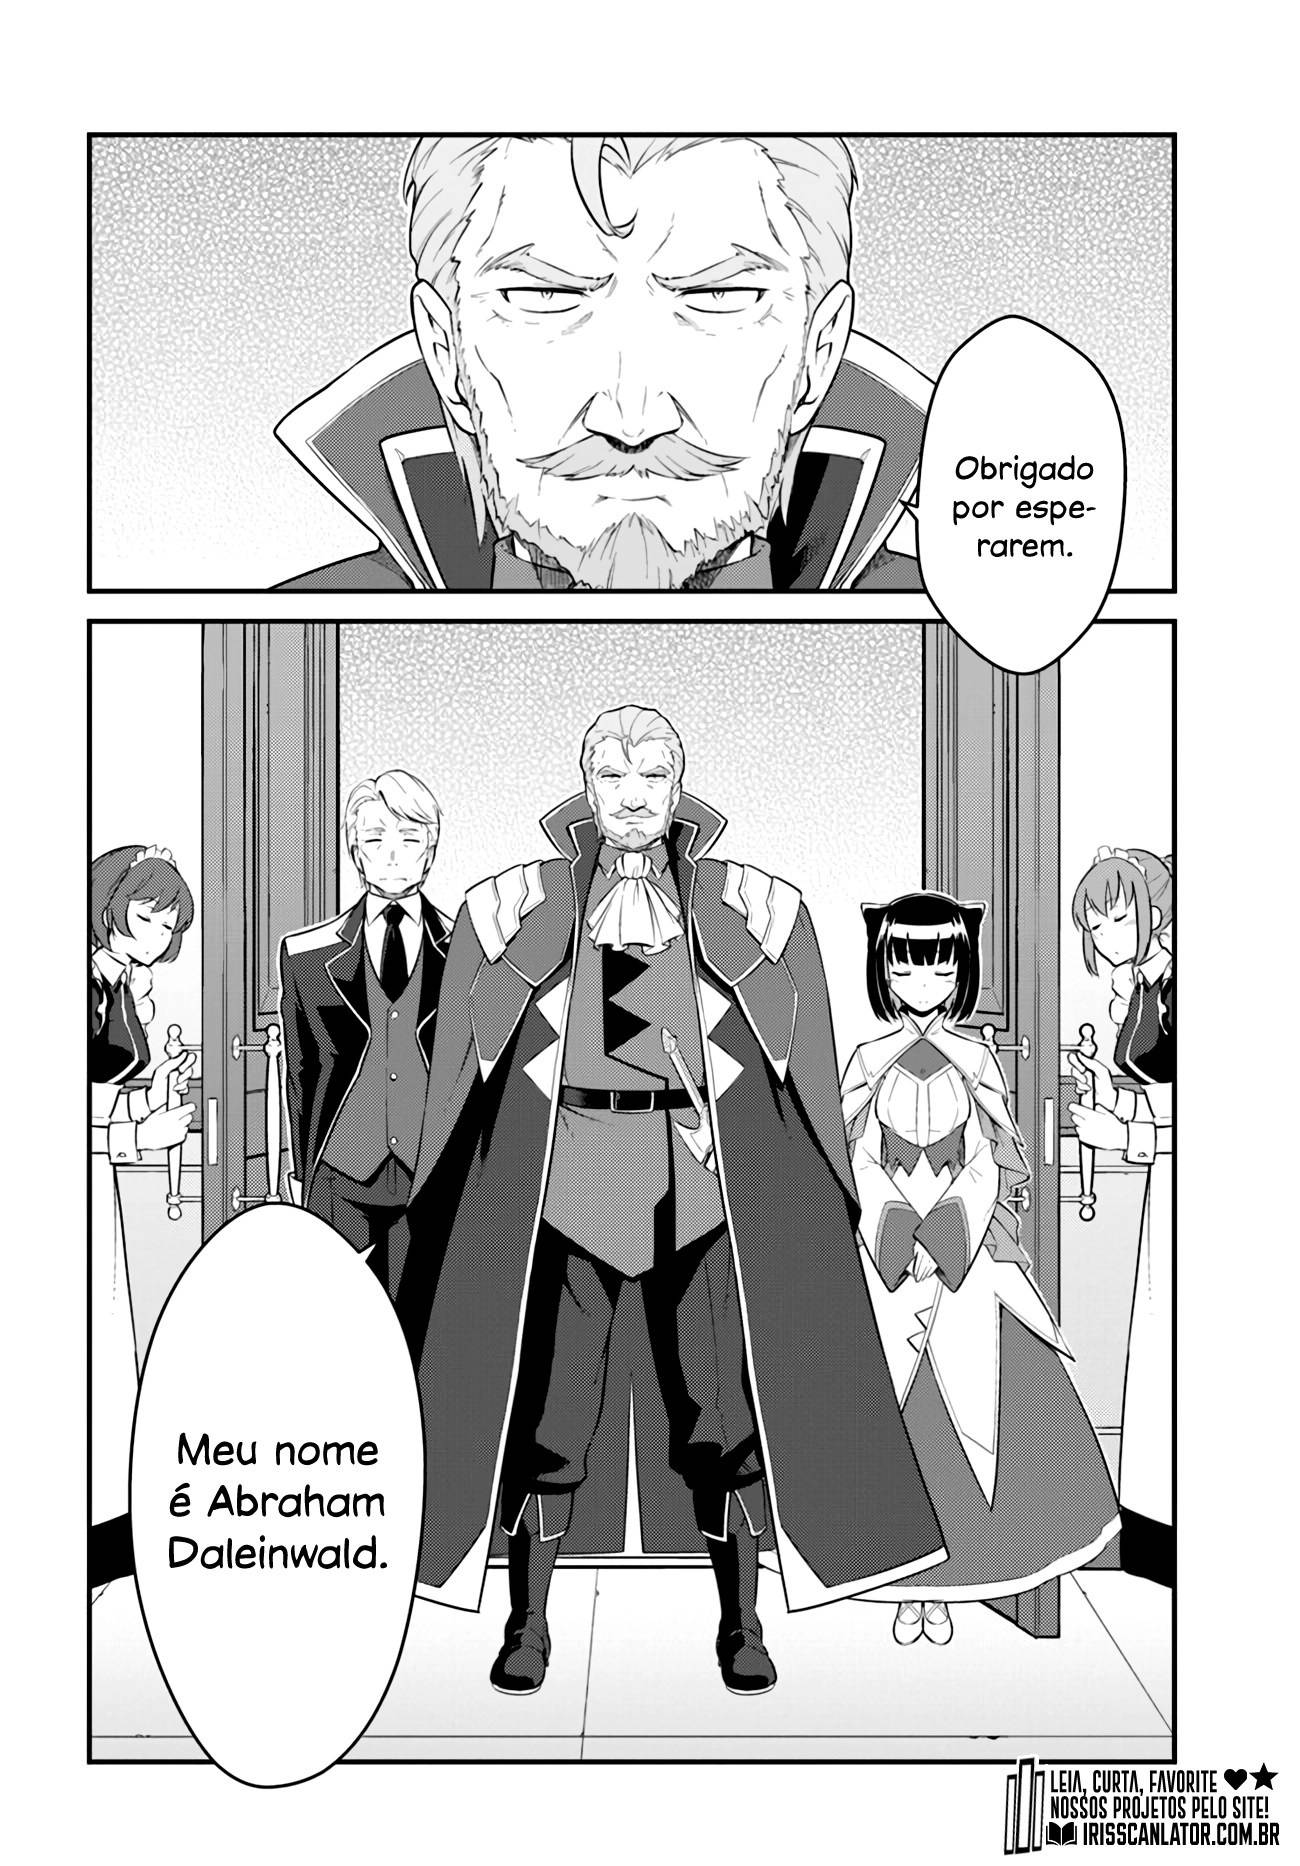 Obrigado
por espe-
rarem.
Meu nome
é Abraham
Daleinwald.
LEIA, CURTA, FAVORITE
NOSSOS PROJETOS PELO SITE!
IRISSCANLATOR.COM.BR